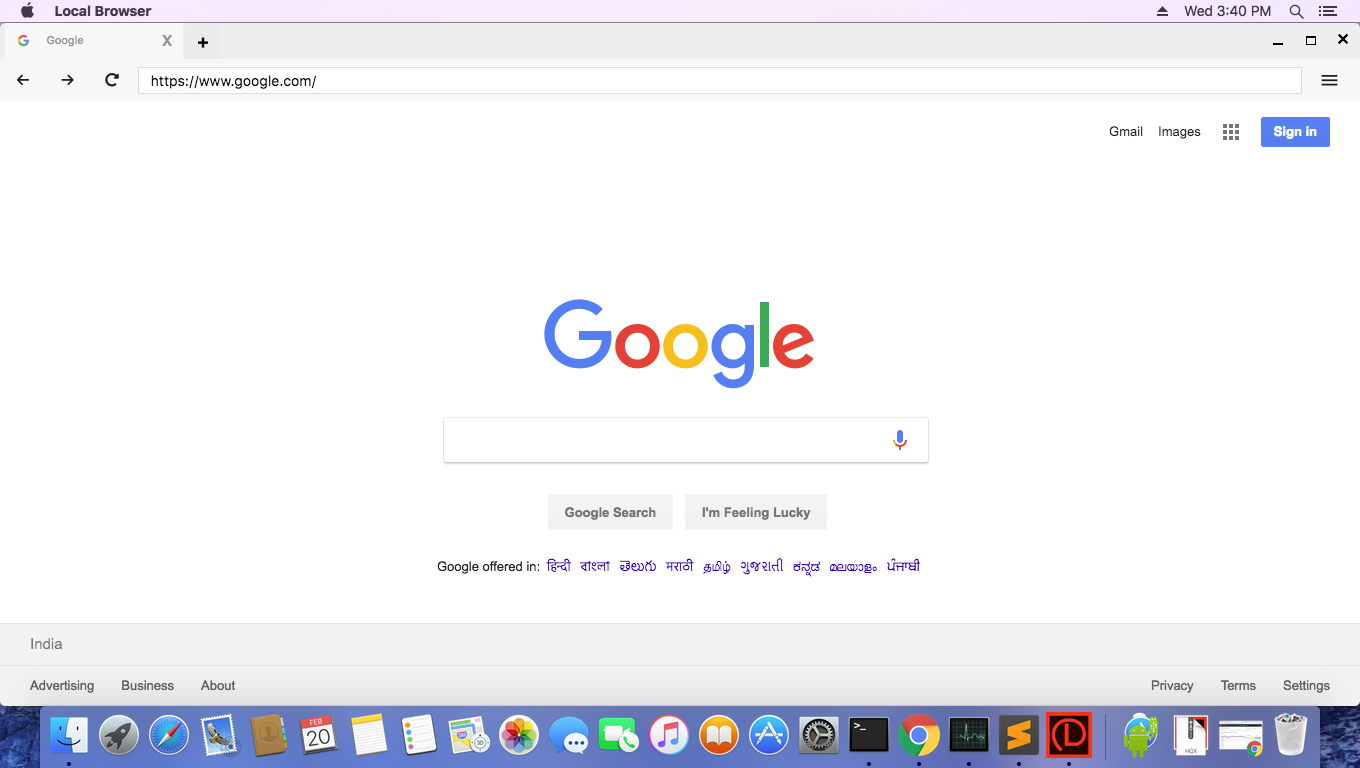 Local Browser
Wed 3:40 PM
Google X +
https://www.google.com/
Gmail Images Sign in
Google
Google Search I'm Feeling Lucky
Google offered in: हिन्दी বাংলা తెలుగు मराठी தமிழ் ગુજરાતી ಕನ್ನಡ മലയാളം ਪੰਜਾਬੀ
India
Advertising Business About Privacy Terms Settings
FEB
20
30
>_
HQX